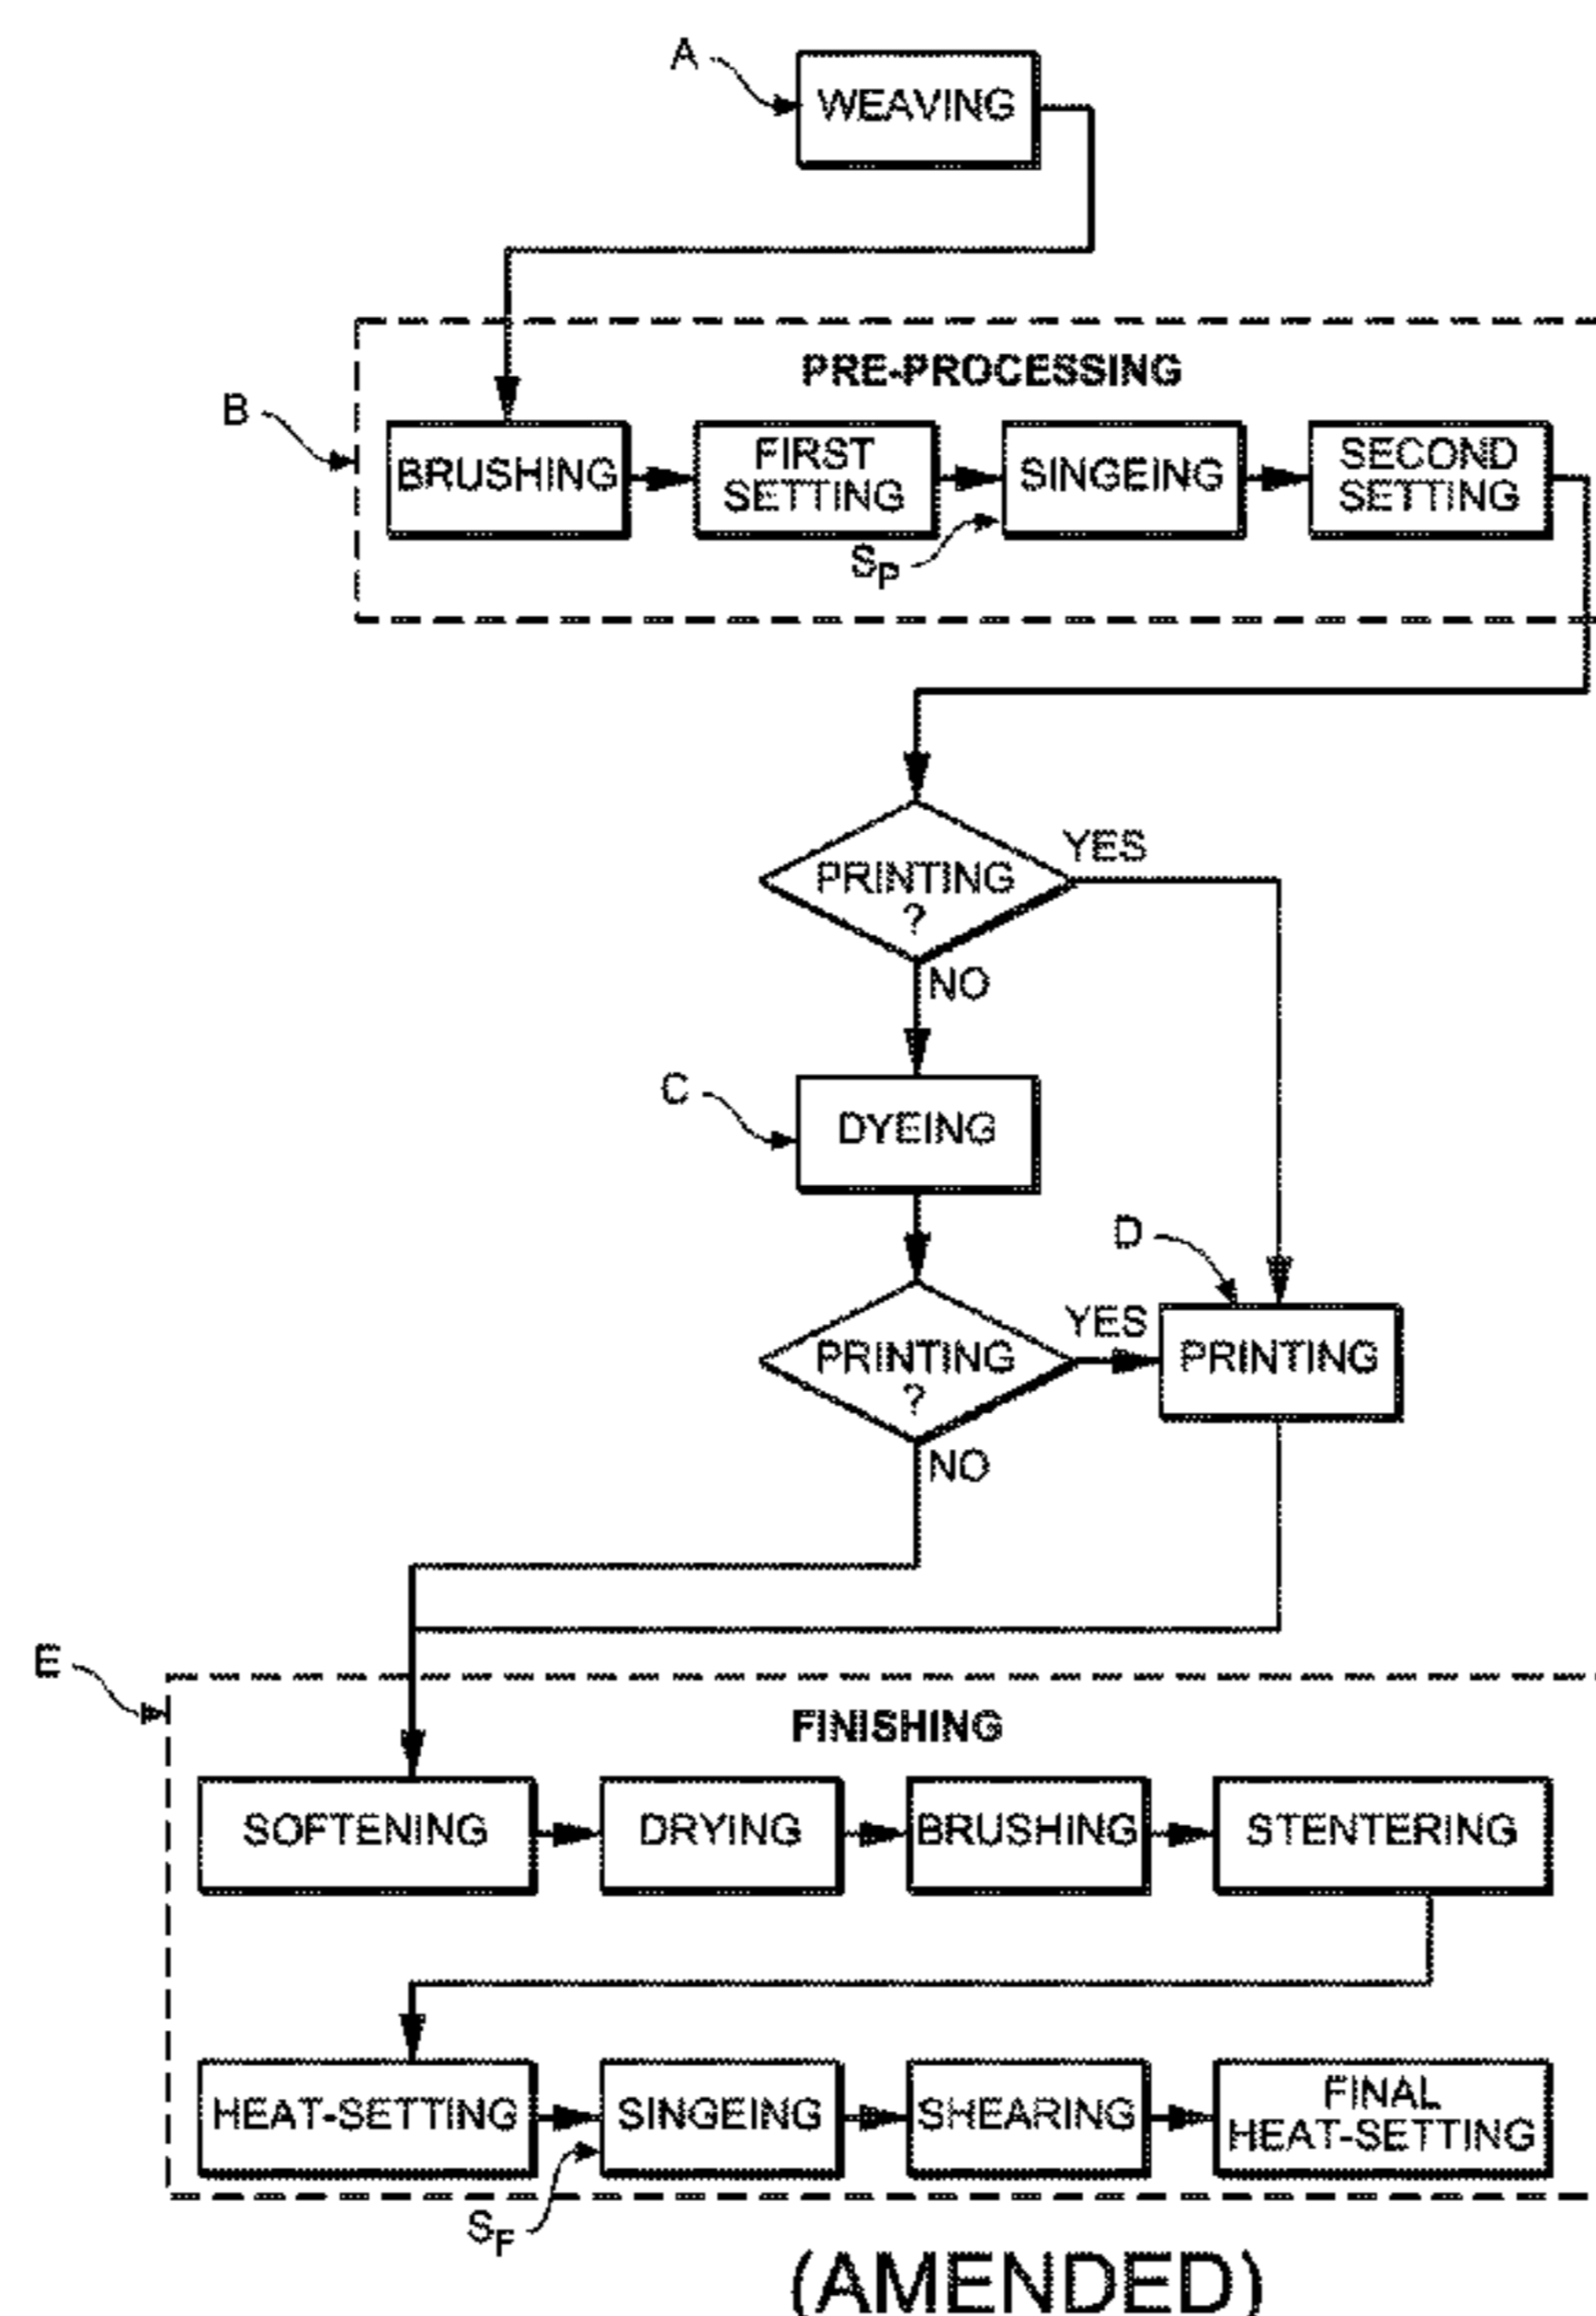 A
WEAVING
PRE-PROCESSING
B
BRUSHING
FIRST
SETTING
SINGEING
SECOND
SETTING
SP
PRINTING
?
YES
NO
C
DYEING
D
PRINTING
?
YES
PRINTING
NO
E
FINISHING
SOFTENING
DRYING
BRUSHING
STENTERING
HEAT-SETTING
SINGEING
SHEARING
FINAL
HEAT-SETTING
SF
(AMENDED)